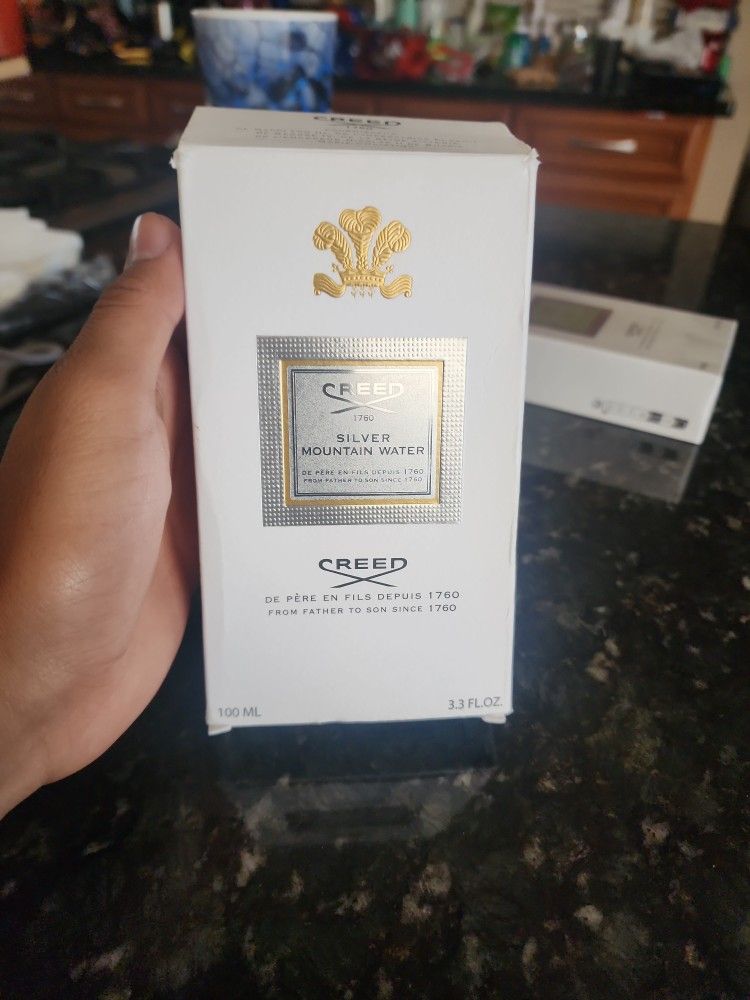 CREED
CREED
1760
SILVER
MOUNTAIN WATER
DE PÈRE EN FILS DEPUIS 1760
FROM FATHER TO SON SINCE 1760
CREED
DE PÈRE EN FILS DEPUIS 1760
FROM FATHER TO SON SINCE 1760
100 ML
3.3 FL.OZ.
CREED